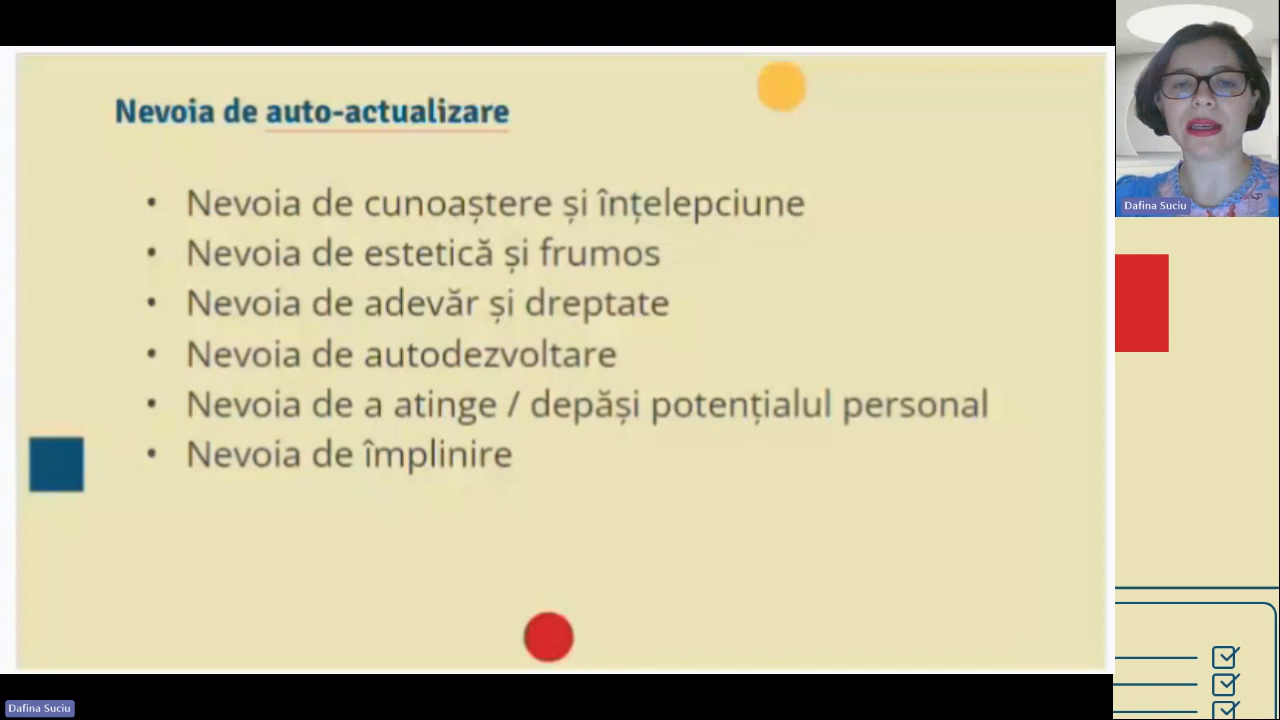 Nevoia de auto-actualizare
• Nevoia de cunoaștere și înțelepciune
• Nevoia de estetică și frumos
• Nevoia de adevăr și dreptate
• Nevoia de autodezvoltare
• Nevoia de a atinge / depăși potențialul personal
• Nevoia de împlinire
Dafina Suciu
Dafina Suciu